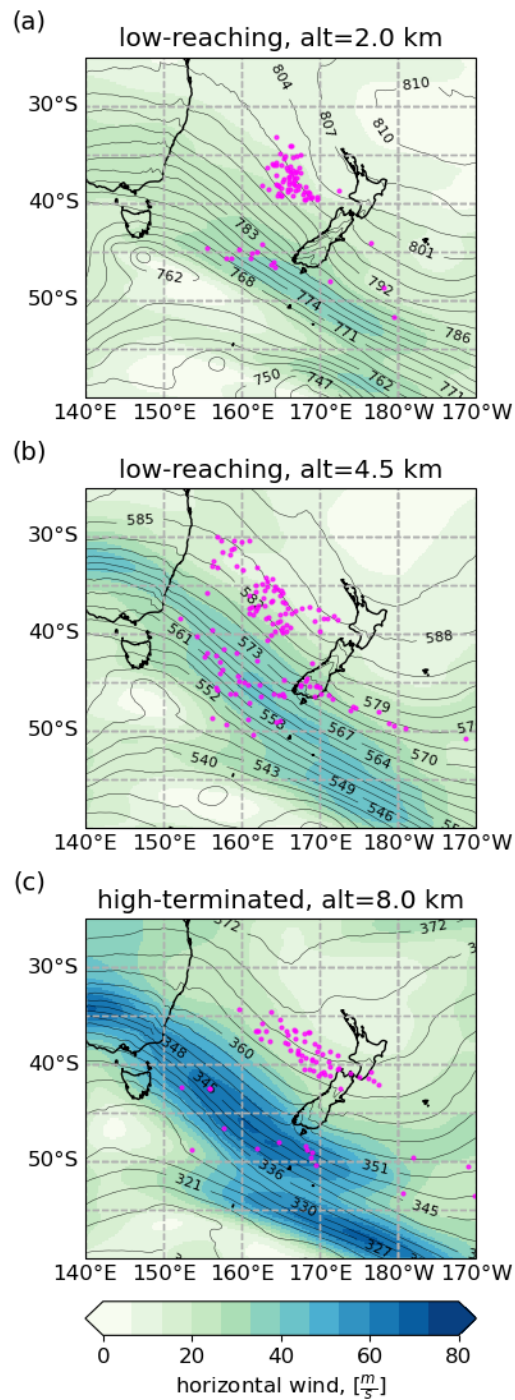 (a)
low-reaching, alt=2.0 km
30°S
40°S
50°S
804
807
810
810
801
783
792
762
768
774
771
786
750
747
762
771
140°E 150°E 160°E 170°E 180°W 170°W
(b)
low-reaching, alt=4.5 km
30°S
40°S
50°S
585
588
561
573
552
579
558
567
570
540
543
564
549
546
140°E 150°E 160°E 170°E 180°W 170°W
(c)
high-terminated, alt=8.0 km
30°S
40°S
50°S
372
372
348
360
345
336
351
321
330
345
327
140°E 150°E 160°E 170°E 180°W 170°W
0 20 40 60 80
horizontal wind, [m/s]